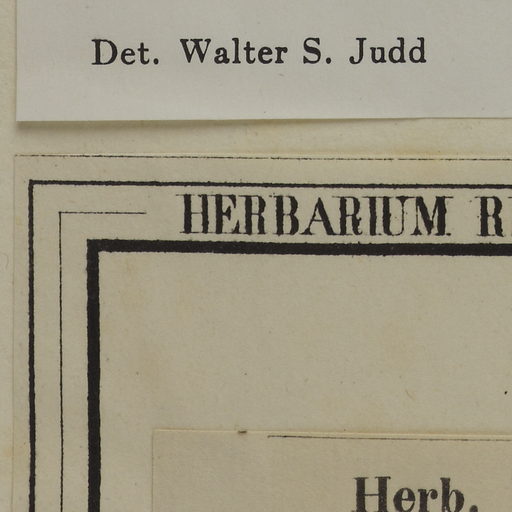 Det. Walter S. Judd
HERBARIUM
Herb.